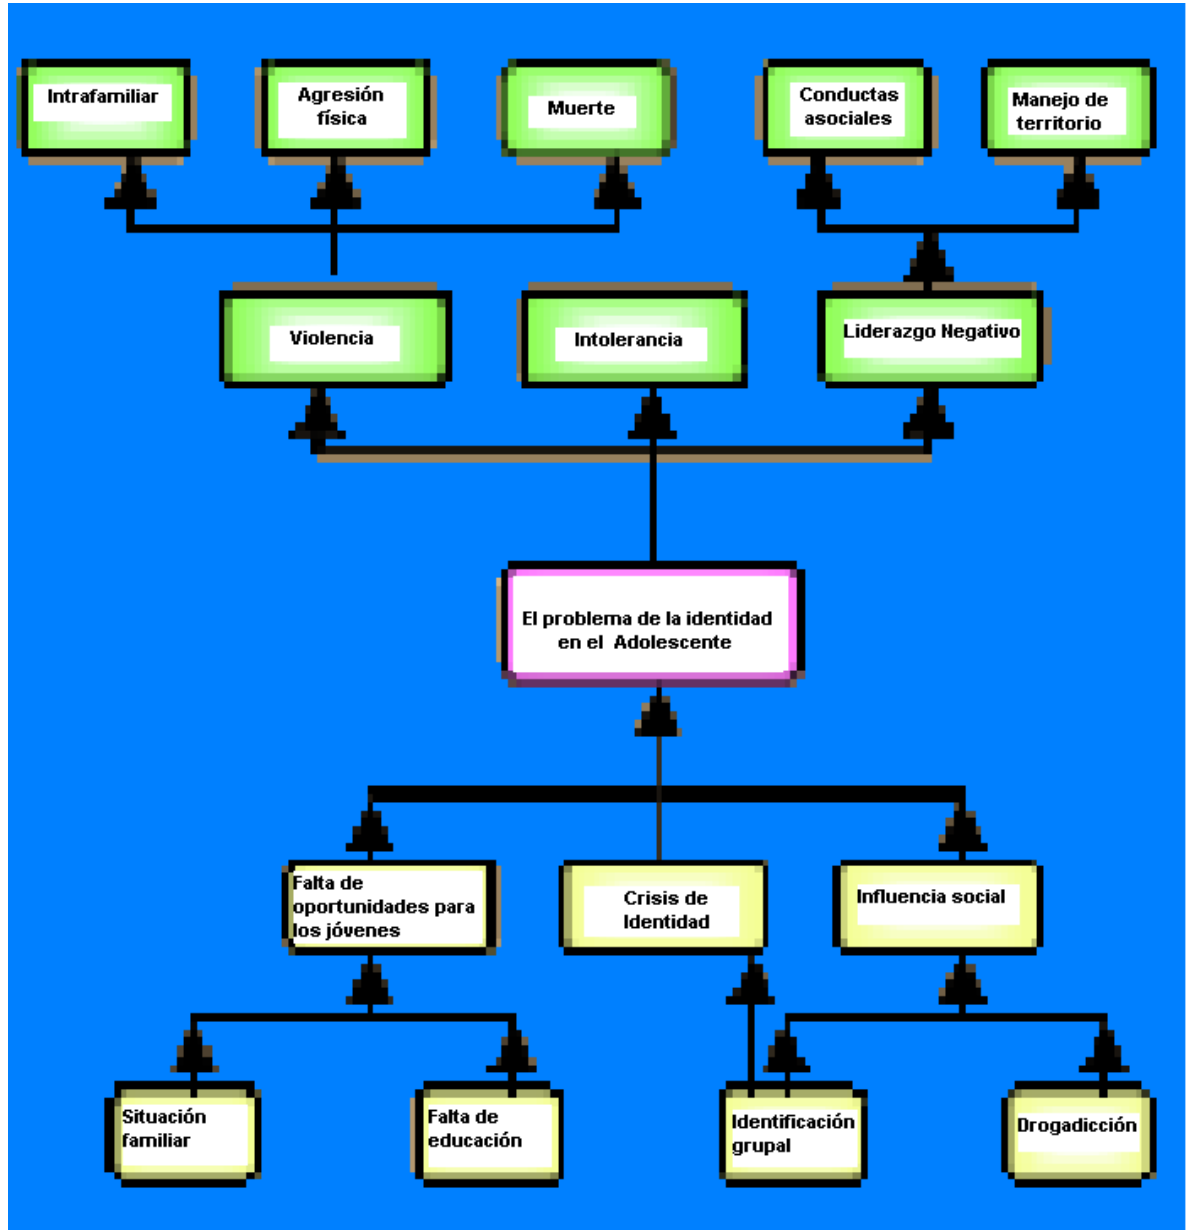 Intrafamiliar
Agresión
física
Muerte
Conductas
asociales
Manejo de
territorio
Violencia
Intolerancia
Liderazgo Negativo
El problema de la identidad
en el Adolescente
Falta de
oportunidades para
los jóvenes
Crisis de
Identidad
Influencia social
Situación
familiar
Falta de
educación
Identificación
grupal
Drogadicción